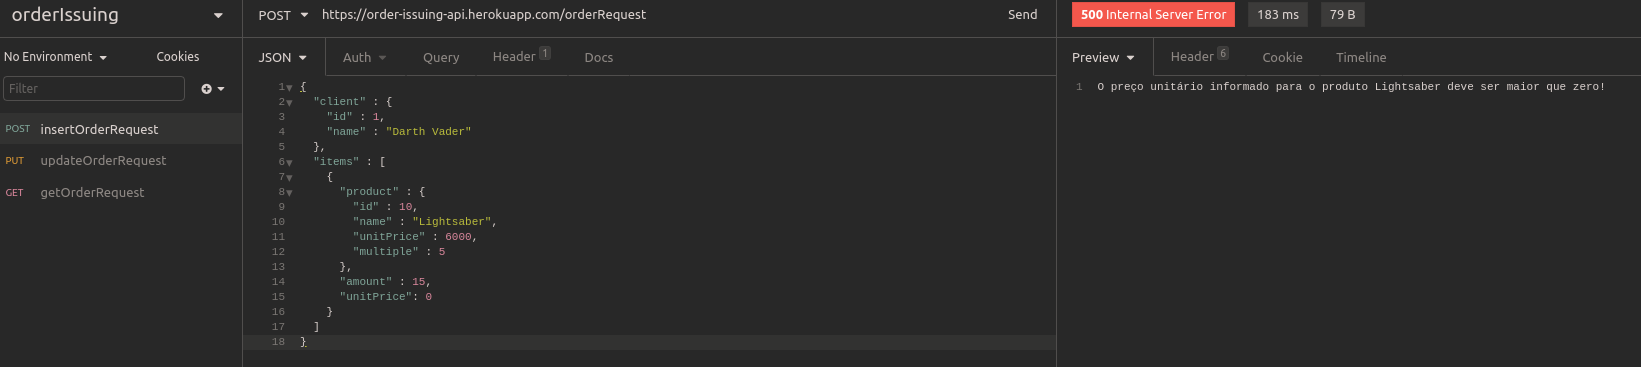 orderIssuing
POST https://order-issuing-api.herokuapp.com/orderRequest Send
500 Internal Server Error 183 ms 79 B
No Environment Cookies
JSON Auth Query Header 1 Docs
Preview Header 6 Cookie Timeline
Filter
POST insertOrderRequest
PUT updateOrderRequest
GET getOrderRequest
1 {
2 "client" : {
3 "id" : 1,
4 "name" : "Darth Vader"
5 },
6 "items" : [
7 {
8 "product" : {
9 "id" : 10,
10 "name" : "Lightsaber",
11 "unitPrice" : 6000,
12 "multiple" : 5
13 },
14 "amount" : 15,
15 "unitPrice": 0
16 }
17 ]
18 }
1 O preço unitário informado para o produto Lightsaber deve ser maior que zero!